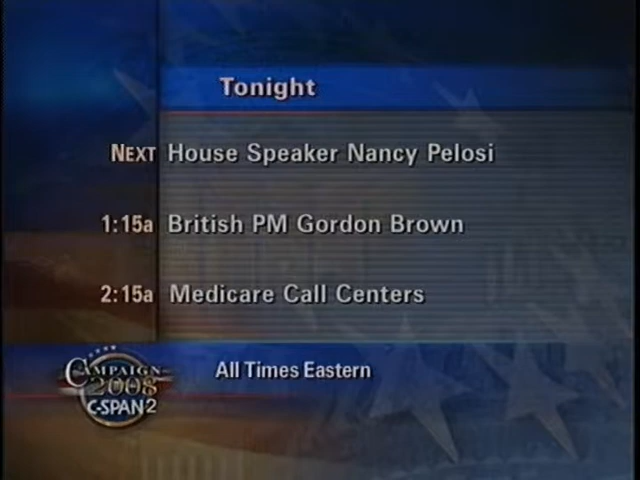 Tonight
NEXT House Speaker Nancy Pelosi
1:15a British PM Gordon Brown
2:15a Medicare Call Centers
All Times Eastern
CAMPAIGN
2008
C-SPAN2